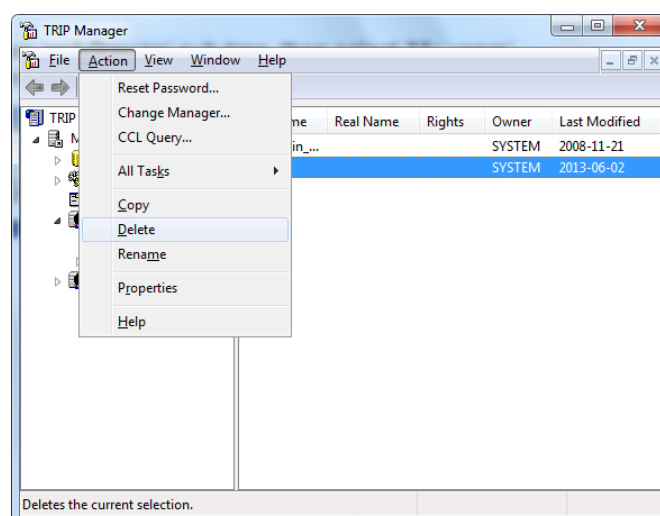 TRIP Manager
File Action View Window Help
Reset Password...
Change Manager...
CCL Query...
All Tasks
Copy
Delete
Rename
Properties
Help
TRIP
Real Name Rights Owner Last Modified
in_... SYSTEM 2008-11-21
SYSTEM 2013-06-02
Deletes the current selection.